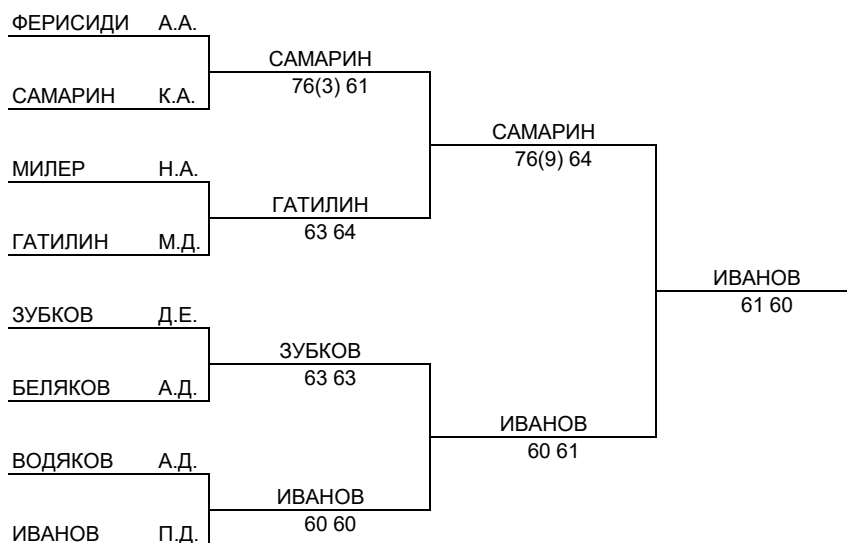 ФЕРИСИДИ А.А.
САМАРИН
76(3) 61
САМАРИН К.А.
САМАРИН
76(9) 64
МИЛЕР Н.А.
ГАТИЛИН
63 64
ГАТИЛИН М.Д.
ИВАНОВ
61 60
ЗУБКОВ Д.Е.
ЗУБКОВ
63 63
БЕЛЯКОВ А.Д.
ИВАНОВ
60 61
ВОДЯКОВ А.Д.
ИВАНОВ
60 60
ИВАНОВ П.Д.